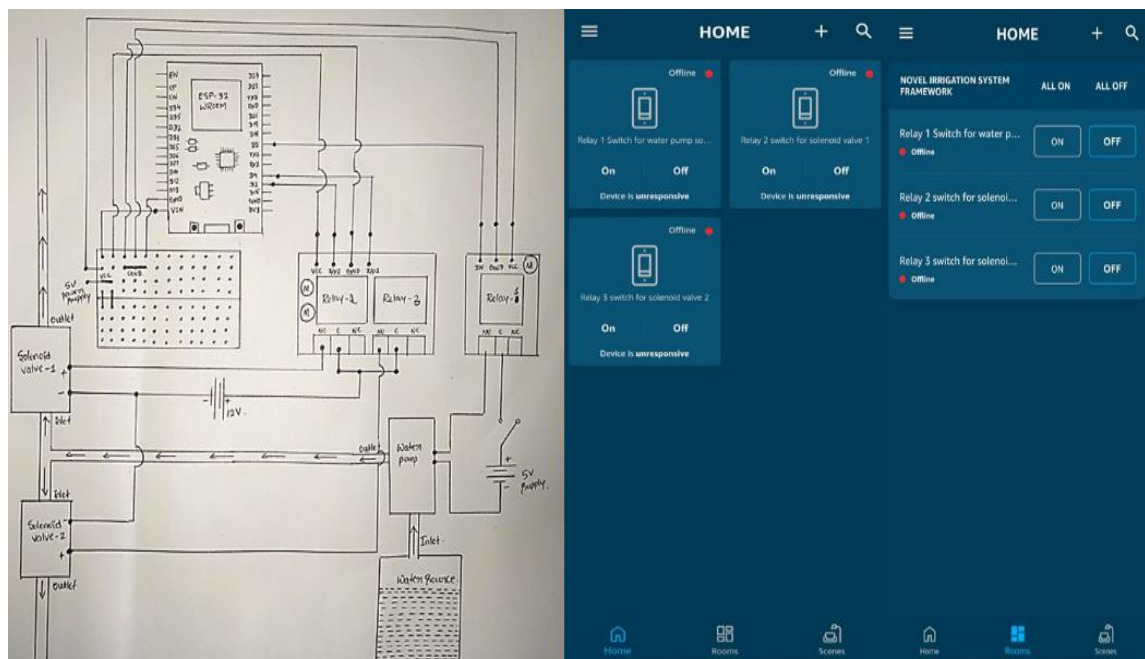 EN
D34
D35
GND
VIN
ESP-32
WROOM
D23
D22
TX0
RX0
D21
D19
D18
D5
TX2
RX2
D4
D2
D15
GND
3V3
VCC
GND
5V
power
supply
VCC
GND
M
M
Relay-2
Relay-3
NO C NC
NO C NC
IN GND VCC
M
NO C NC
Outlet
Solenoid
valve-1
+
-
Inlet
- +
12V.
Outlet
Water
pump
+
-
5V
supply.
Inlet
Solenoid
valve-2
-
+
Outlet
Inlet.
Water Source.
HOME
Offline
Relay 1 Switch for water pump so...
On Off
Device is unresponsive
Offline
Relay 2 switch for solenoid valve 1
On Off
Device is unresponsive
Offline
Relay 3 switch for solenoid valve 2
On Off
Device is unresponsive
Home Rooms Scenes
HOME
NOVEL IRRIGATION SYSTEM
FRAMEWORK
ALL ON ALL OFF
Relay 1 Switch for water p...
Offline
ON OFF
Relay 2 switch for solenoi...
Offline
ON OFF
Relay 3 switch for solenoi...
Offline
ON OFF
Home Rooms Scenes